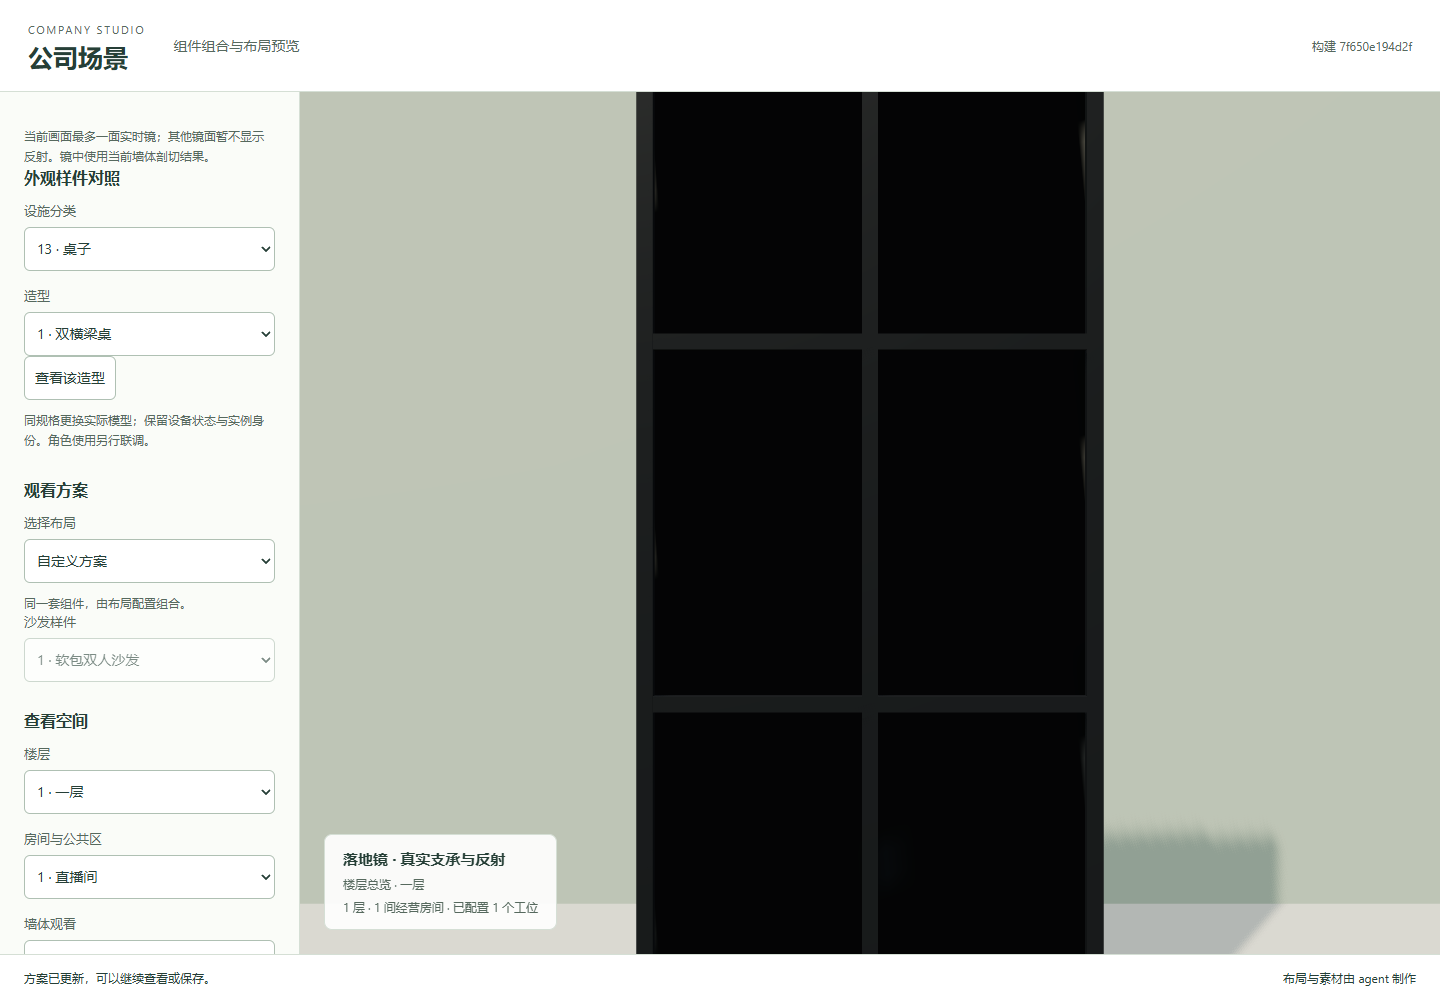 COMPANY STUDIO
公司场景
组件组合与布局预览
构建 7f650e194d2f
当前画面最多一面实时镜；其他镜面暂不显示
反射。镜中使用当前墙体剖切结果。
外观样件对照
设施分类
13 · 桌子
造型
1 · 双横梁桌
查看该造型
同规格更换实际模型；保留设备状态与实例身
份。角色使用另行联调。
观看方案
选择布局
自定义方案
同一套组件，由布局配置组合。
沙发样件
1 · 软包双人沙发
查看空间
楼层
1 · 一层
房间与公共区
1 · 直播间
墙体观看
落地镜 · 真实支承与反射
楼层总览 · 一层
1 层 · 1 间经营房间 · 已配置 1 个工位
方案已更新，可以继续查看或保存。
布局与素材由 agent 制作